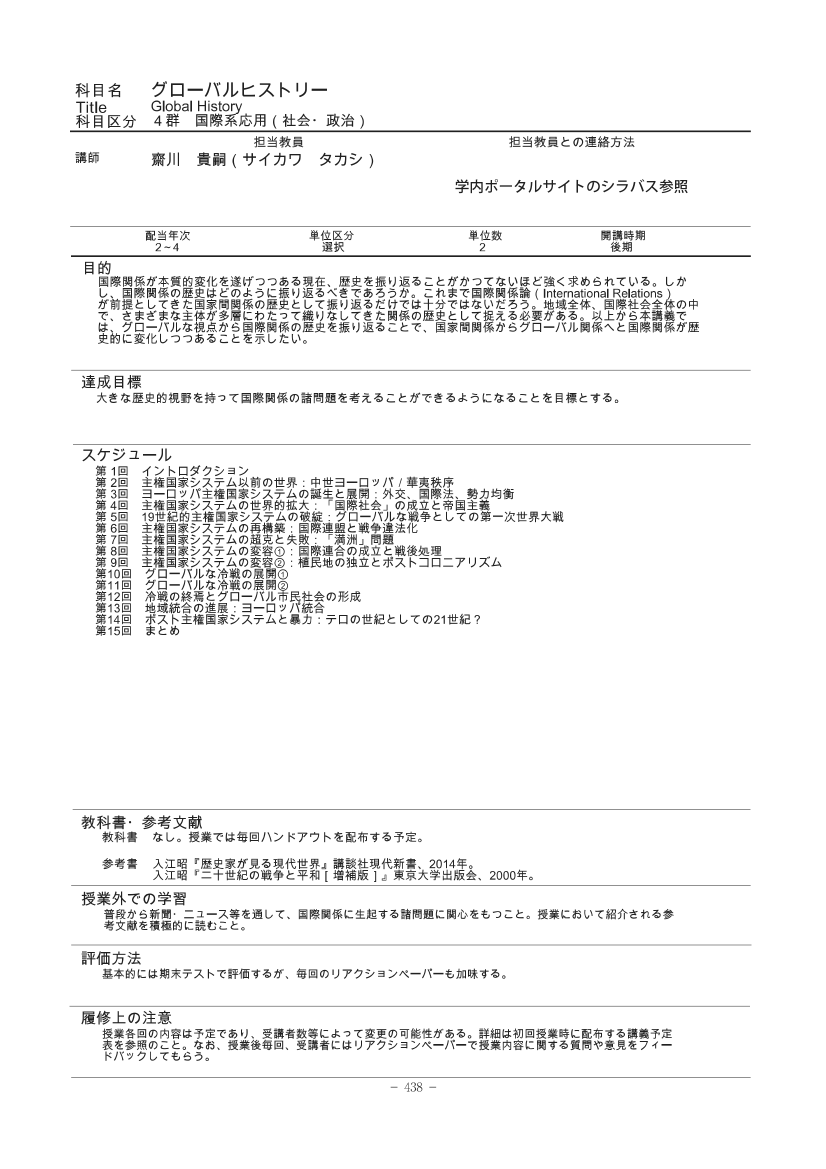 科目名　グローバルヒストリー
Title　Global History
科目区分　４群　国際系応用（社会・政治）
担当教員　担当教員との連絡方法
講師　齋川　貴嗣（サイカワ　タカシ）
学内ポータルサイトのシラバス参照
配当年次　単位区分　単位数　開講時期
2～4　選択　2　後期
目的
国際関係が本質的変化を遂げつつある現在、歴史を振り返ることがかつてないほど強く求められている。しか
し、国際関係の歴史はどのように振り返るべきであろうか。これまで国際関係論（International Relations）
が前提としてきた国家間関係の歴史として振り返るだけでは十分ではないだろう。地域全体、国際社会全体の中
で、さまざまな主体が多層にわたって織りなしてきた関係の歴史として捉える必要がある。以上から本講義で
は、グローバルな視点から国際関係の歴史を振り返ることで、国家間関係からグローバル関係へと国際関係が歴
史的に変化しつつあることを示したい。
達成目標
大きな歴史的視野を持って国際関係の諸問題を考えることができるようになることを目標とする。
スケジュール
第 1回　イントロダクション
第 2回　主権国家システム以前の世界：中世ヨーロッパ / 華夷秩序
第 3回　ヨーロッパ主権国家システムの誕生と展開：外交、国際法、勢力均衡
第 4回　主権国家システムの世界的拡大：「国際社会」の成立と帝国主義
第 5回　19世紀的主権国家システムの破綻：グローバルな戦争としての第一次世界大戦
第 6回　主権国家システムの再構築：国際連盟と戦争違法化
第 7回　主権国家システムの超克と失敗：「満洲」問題
第 8回　主権国家システムの変容①：国際連合の成立と戦後処理
第 9回　主権国家システムの変容②：植民地の独立とポストコロニアリズム
第10回　グローバルな冷戦の展開①
第11回　グローバルな冷戦の展開②
第12回　冷戦の終焉とグローバル市民社会の形成
第13回　地域統合の進展：ヨーロッパ統合
第14回　ポスト主権国家システムと暴力：テロの世紀としての21世紀？
第15回　まとめ
教科書・参考文献
教科書　なし。授業では毎回ハンドアウトを配布する予定。
参考書　入江昭『歴史家が見る現代世界』講談社現代新書、2014年。
入江昭『二十世紀の戦争と平和［増補版］』東京大学出版会、2000年。
授業外での学習
普段から新聞・ニュース等を通して、国際関係に生起する諸問題に関心をもつこと。授業において紹介される参
考文献を積極的に読むこと。
評価方法
基本的には期末テストで評価するが、毎回のリアクションペーパーも加味する。
履修上の注意
授業各回の内容は予定であり、受講者数等によって変更の可能性がある。詳細は初回授業時に配布する講義予定
表を参照のこと。なお、授業後毎回、受講者にはリアクションペーパーで授業内容に関する質問や意見をフィー
ドバックしてもらう。
－ 438 －